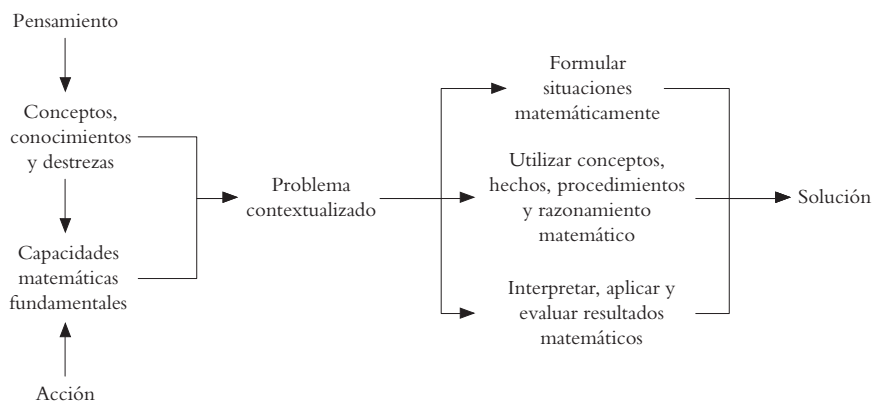 Pensamiento
Conceptos,
conocimientos
y destrezas
Capacidades
matemáticas
fundamentales
Acción
Problema
contextualizado
Formular
situaciones
matemáticamente
Utilizar conceptos,
hechos, procedimientos
y razonamiento
matemático
Interpretar, aplicar y
evaluar resultados
matemáticos
Solución